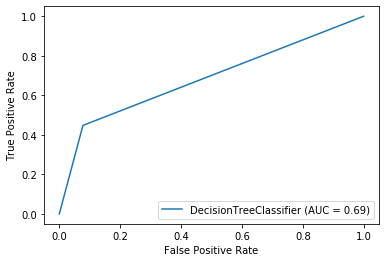 1.0
0.8
0.6
0.4
0.2
0.0
True Positive Rate
DecisionTreeClassifier (AUC = 0.69)
0.0 0.2 0.4 0.6 0.8 1.0
False Positive Rate